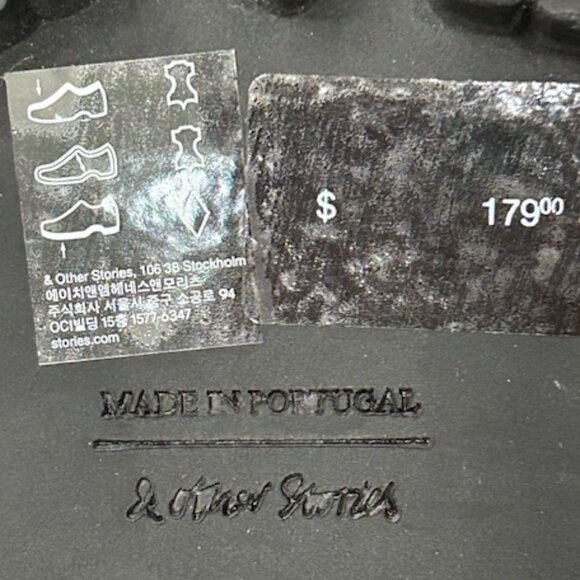 & Other Stories, 106 38 Stockholm
에이치앤엠헤네스앤모리츠
주식회사 서울시 중구 소공로 94
OCI빌딩 15층 1577-6347
stories.com
$ 179⁰⁰
MADE IN PORTUGAL
& Other Stories